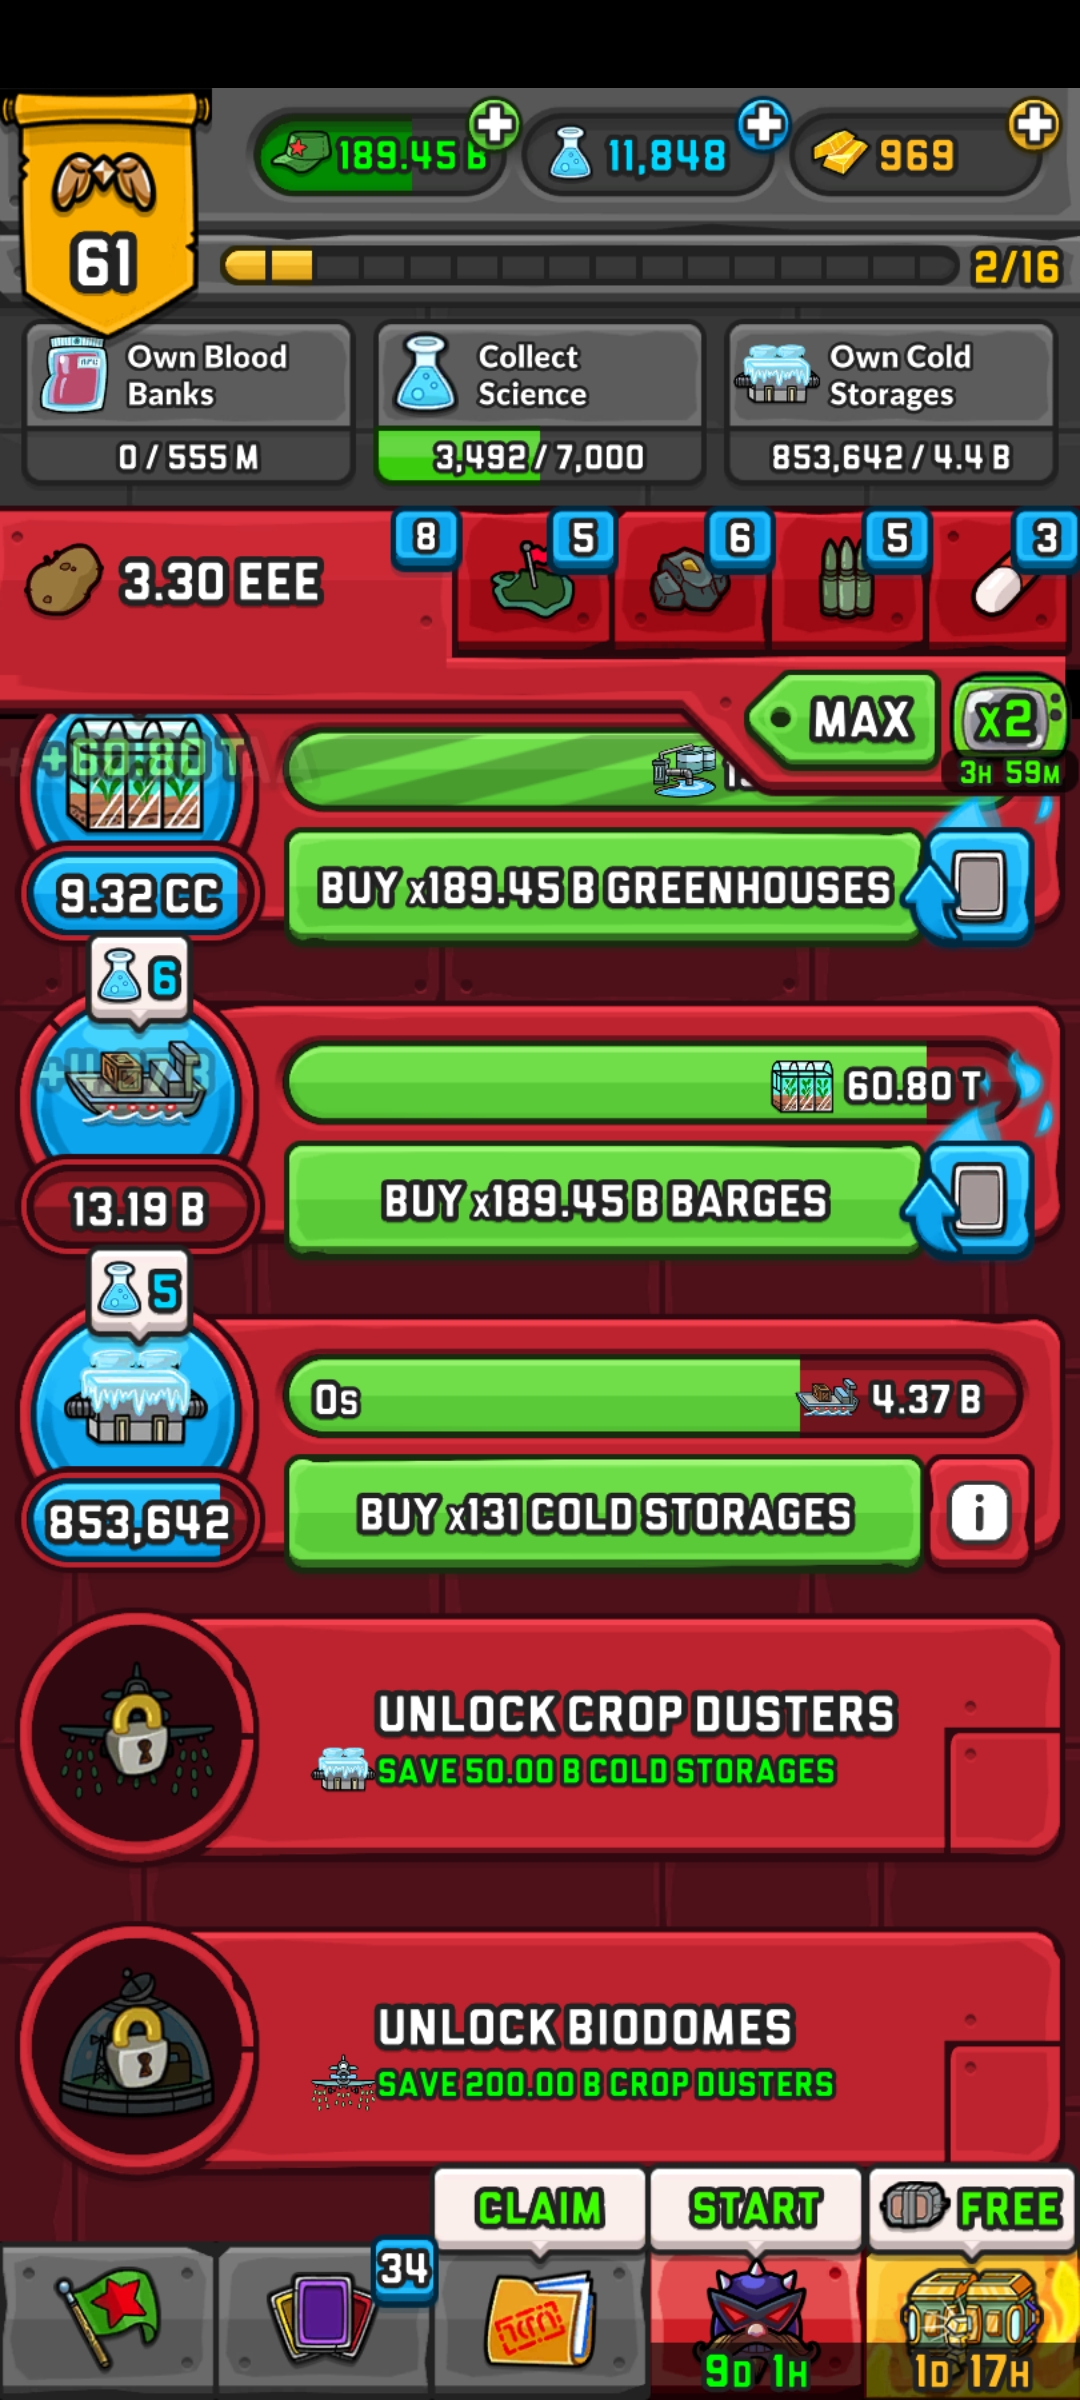 189.45 B
11,848
969
61
2/16
Own Blood Banks
0 / 555 M
Collect Science
3,492 / 7,000
Own Cold Storages
853,642 / 4.4 B
3.30 EEE
8
5
6
5
3
MAX
x2
3H 59M
+60.80 T
9.32 CC
BUY x189.45 B GREENHOUSES
6
60.80 T
13.19 B
BUY x189.45 B BARGES
5
0s
4.37 B
853,642
BUY x131 COLD STORAGES
i
UNLOCK CROP DUSTERS
SAVE 50.00 B COLD STORAGES
UNLOCK BIODOMES
SAVE 200.00 B CROP DUSTERS
CLAIM
START
FREE
34
9D 1H
1D 17H